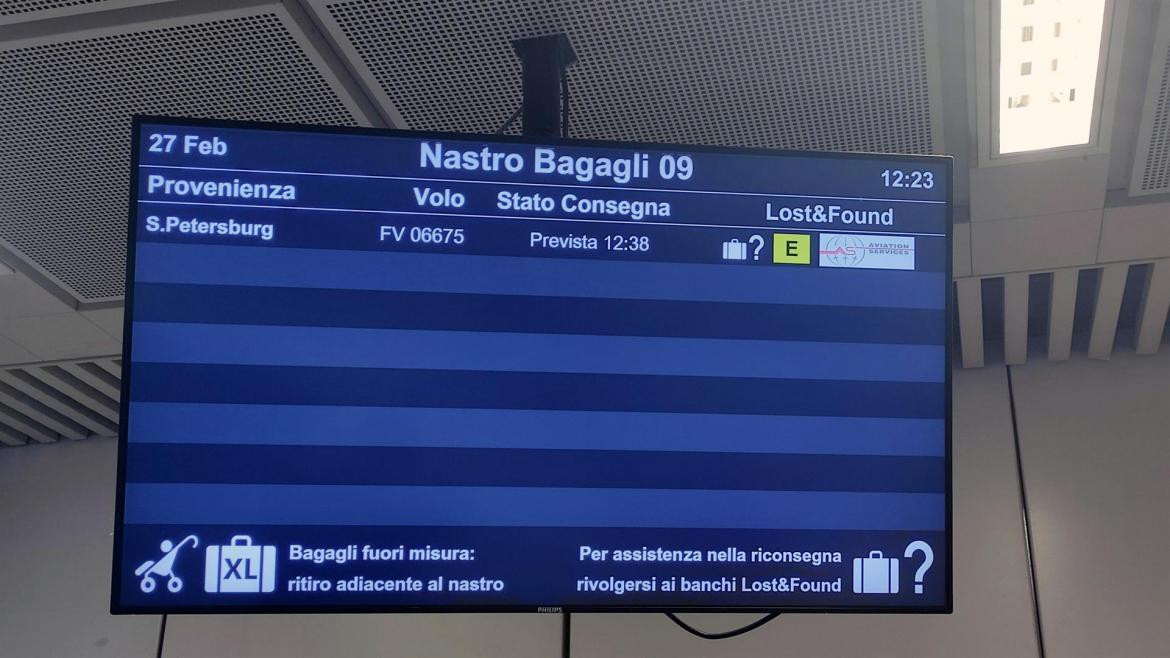 27 Feb Nastro Bagagli 09 12:23
Provenienza Volo Stato Consegna Lost&Found
S.Petersburg FV 06675 Prevista 12:38 ? E AS AVIATION SERVICES
XL Bagagli fuori misura: Per assistenza nella riconsegna ?
ritiro adiacente al nastro rivolgersi ai banchi Lost&Found
PHILIPS